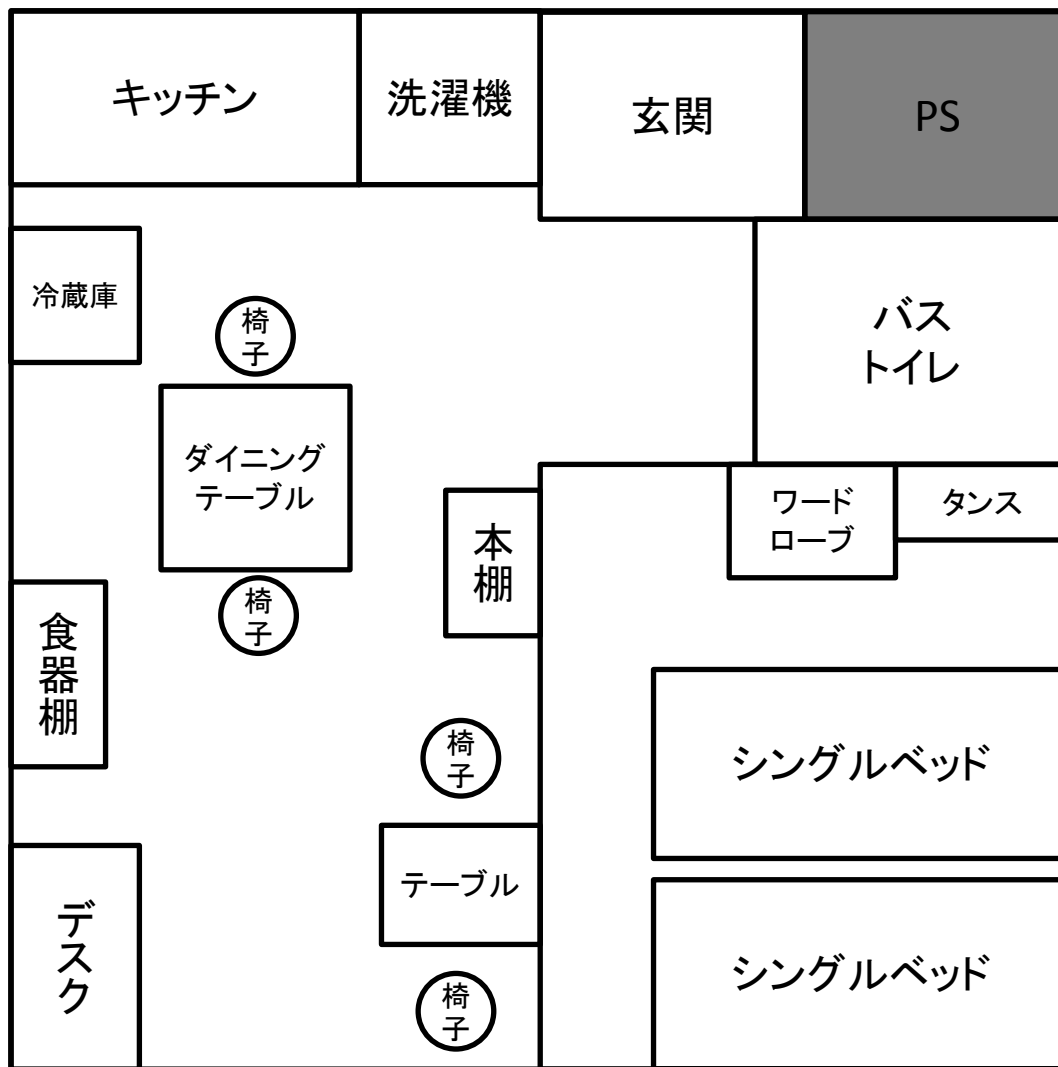 キッチン
洗濯機
玄関
PS
冷蔵庫
椅
子
バス
トイレ
ダイニング
テーブル
ワード
ローブ
タンス
本棚
椅
子
食器棚
シングルベッド
椅
子
テーブル
デスク
シングルベッド
椅
子